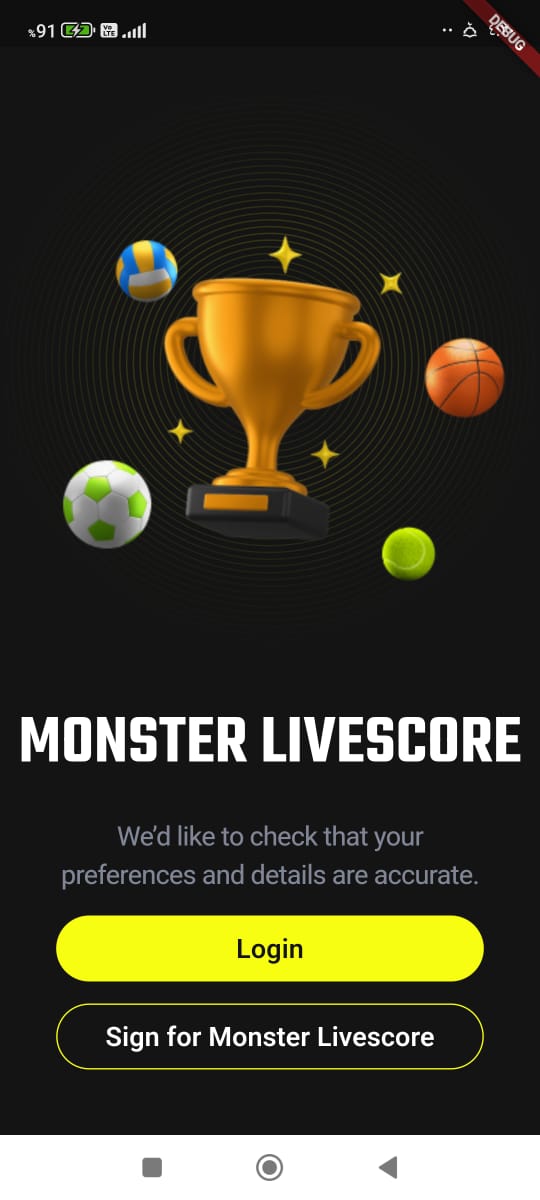 %91 Vo LTE
DEBUG
MONSTER LIVESCORE
We’d like to check that your
preferences and details are accurate.
Login
Sign for Monster Livescore